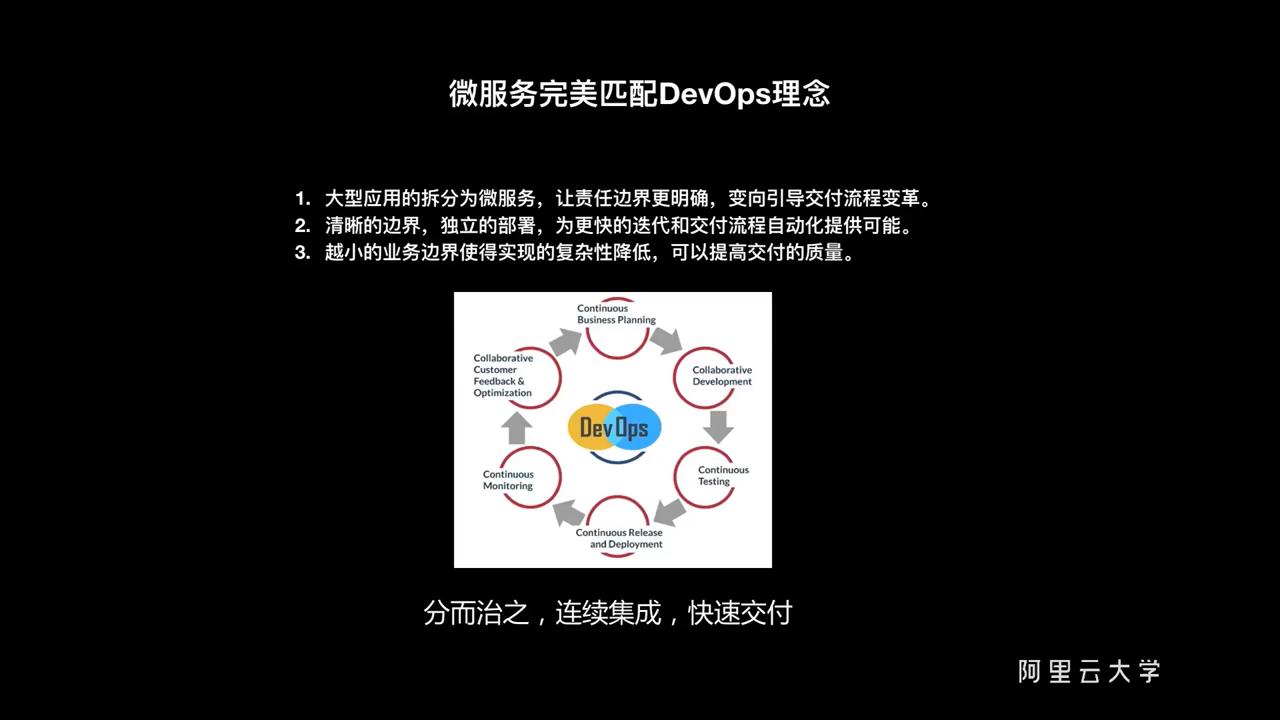 微服务完美匹配DevOps理念
1. 大型应用的拆分为微服务，让责任边界更明确，变向引导交付流程变革。
2. 清晰的边界，独立的部署，为更快的迭代和交付流程自动化提供可能。
3. 越小的业务边界使得实现的复杂性降低，可以提高交付的质量。
Continuous
Business Planning
Collaborative
Development
Continuous
Testing
Continuous Release
and Deployment
Continuous
Monitoring
Collaborative
Customer
Feedback &
Optimization
DevOps
分而治之，连续集成，快速交付
阿里云大学